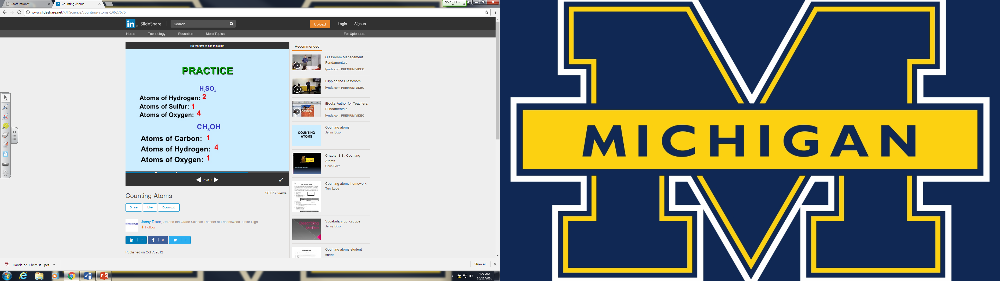 Staff Intranet
Counting Atoms
SMART Ink
www.slideshare.net/FJHScience/counting-atoms-14627676
in SlideShare
Search
Upload
Login
Signup
Home
Technology
Education
More Topics
For Uploaders
Be the first to clip this slide
PRACTICE
H₂SO₄
Atoms of Hydrogen: 2
Atoms of Sulfur: 1
Atoms of Oxygen: 4
CH₃OH
Atoms of Carbon: 1
Atoms of Hydrogen: 4
Atoms of Oxygen: 1
6 of 8
Counting Atoms
26,057 views
Share
Like
Download
Jenny Dixon, 7th and 8th Grade Science Teacher at Friendswood Junior High
+ Follow
in 0
f 0
2
Published on Oct 7, 2012
Recommended
Classroom Management
Fundamentals
lynda.com PREMIUM VIDEO
Flipping the Classroom
lynda.com PREMIUM VIDEO
iBooks Author for Teachers:
Fundamentals
lynda.com PREMIUM VIDEO
Geology
COUNTING
ATOMS
Counting atoms
Jenny Dixon
COUNTING ATOMS
Chapter 3.3 : Counting
Atoms
Chris Foltz
Counting atoms homework
Toni Legg
Vocabulary ppt cscope
Jenny Dixon
Counting atoms student
sheet
Hands-on-Chemist....pdf
Show all
8:27 AM
10/11/2016
MICHIGAN